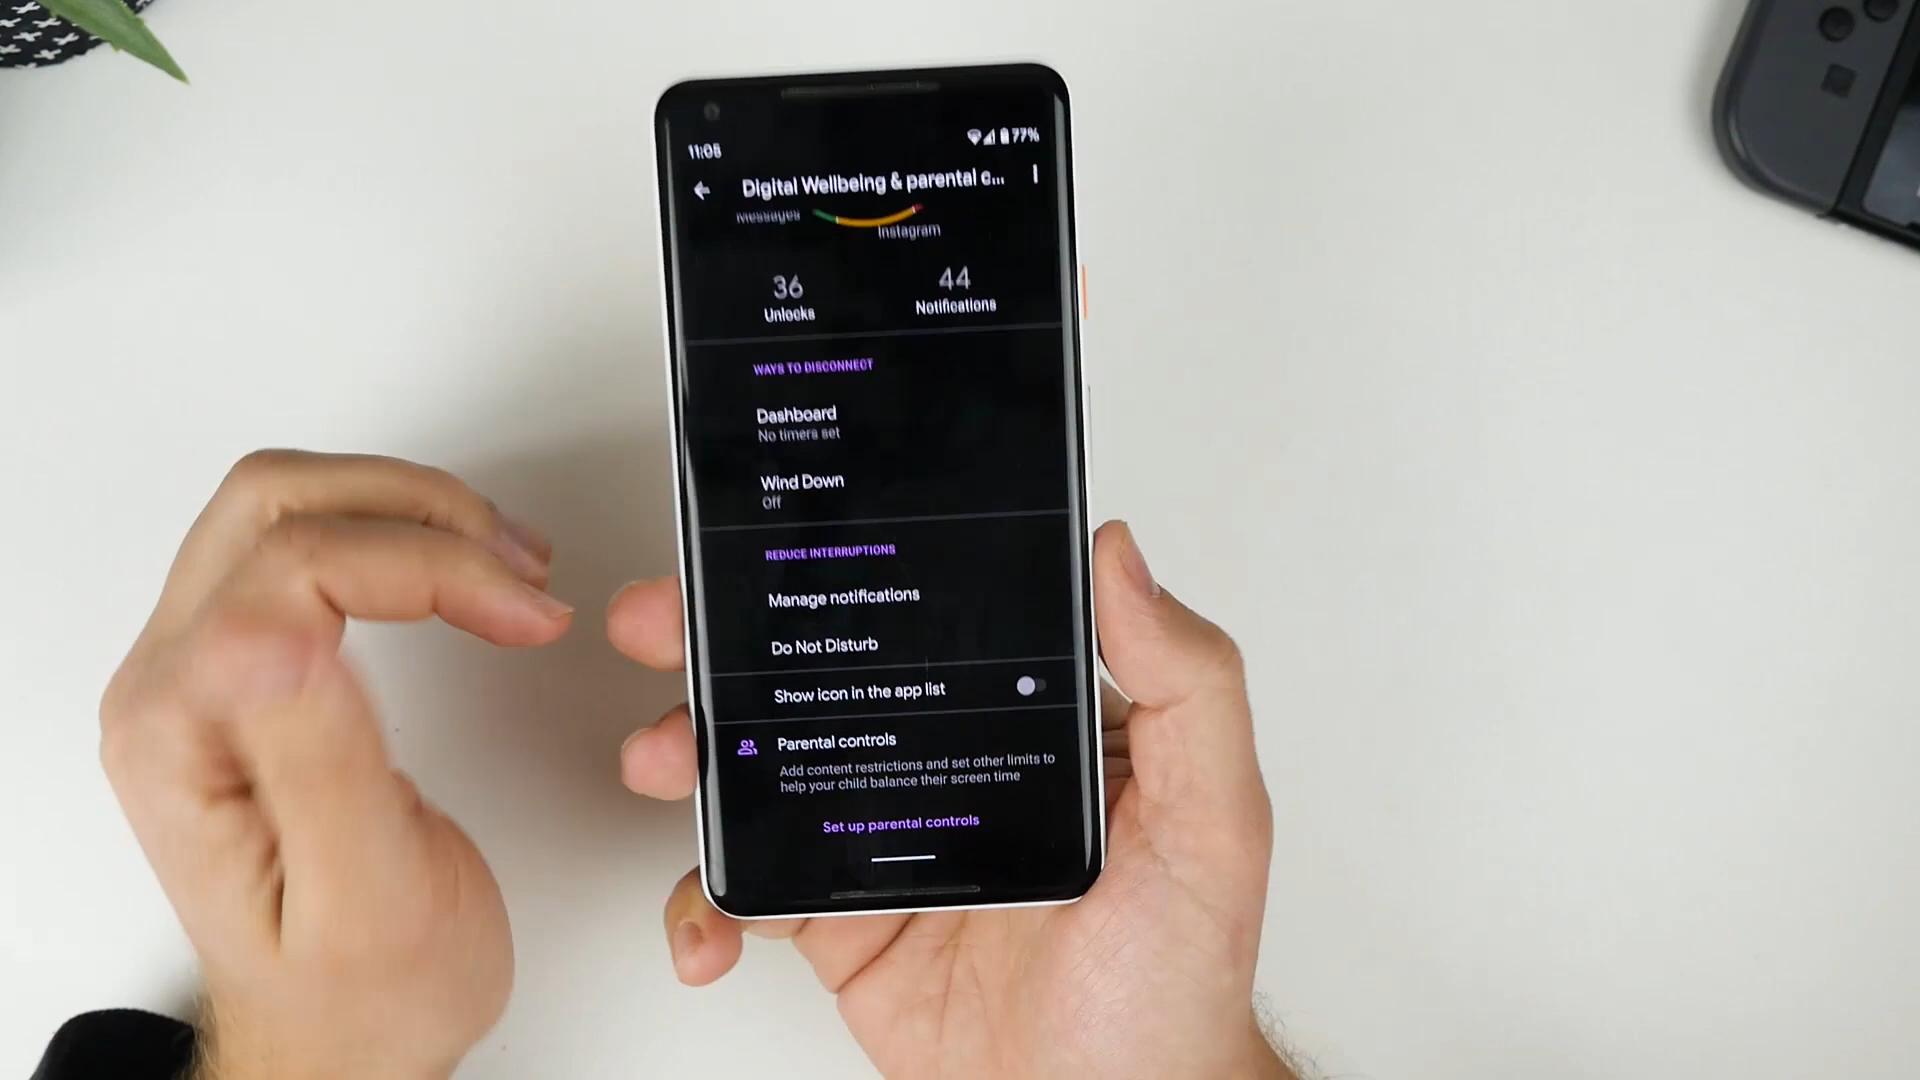 11:05
77%
Digital Wellbeing & parental c...
Messages
Instagram
36
Unlocks
44
Notifications
WAYS TO DISCONNECT
Dashboard
No timers set
Wind Down
Off
REDUCE INTERRUPTIONS
Manage notifications
Do Not Disturb
Show icon in the app list
Parental controls
Add content restrictions and set other limits to
help your child balance their screen time
Set up parental controls